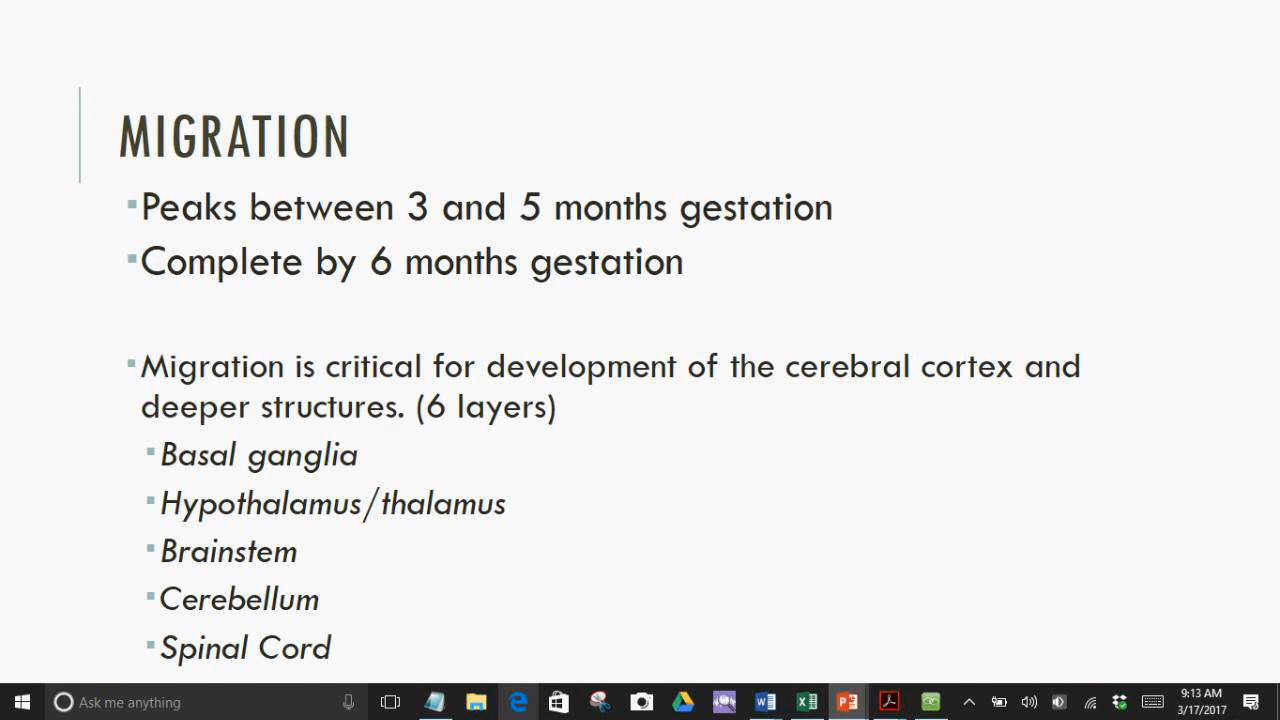 MIGRATION
Peaks between 3 and 5 months gestation
Complete by 6 months gestation
Migration is critical for development of the cerebral cortex and
deeper structures. (6 layers)
Basal ganglia
Hypothalamus/thalamus
Brainstem
Cerebellum
Spinal Cord
Ask me anything
9:13 AM
3/17/2017